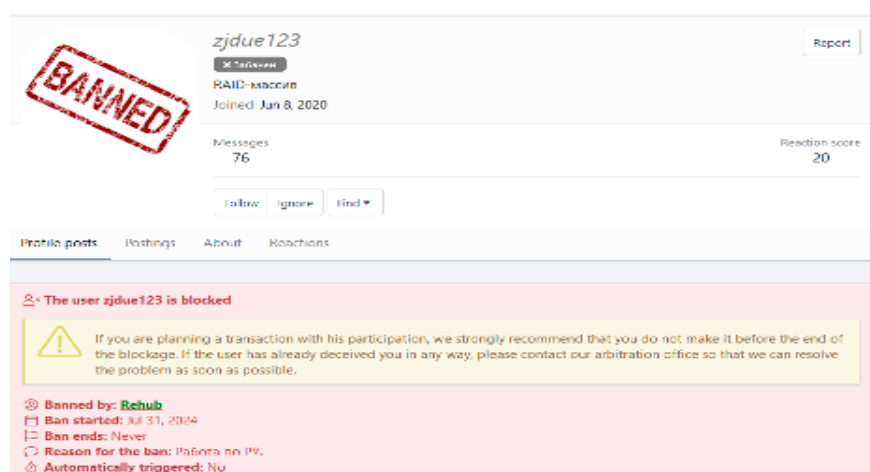 BANNED
zjdue123
Report
✕ Забанен
RAID-массив
Joined: Jun 8, 2020
Messages
76
Reaction score
20
Follow Ignore Find
Profile posts Postings About Reactions
The user zjdue123 is blocked
If you are planning a transaction with his participation, we strongly recommend that you do not make it before the end of
the blockage. If the user has already deceived you in any way, please contact our arbitration office so that we can resolve
the problem as soon as possible.
Banned by: Rehub
Ban started: Jul 31, 2024
Ban ends: Never
Reason for the ban: Работа по РУ.
Automatically triggered: No